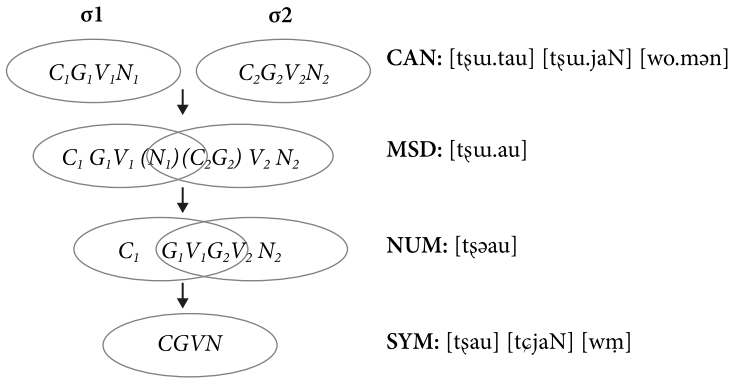 σ1 σ2
C₁G₁V₁N₁ C₂G₂V₂N₂ CAN: [tʂɯ.tau] [tʂɯ.jaN] [wo.mən]
C₁ G₁V₁ (N₁)(C₂G₂) V₂ N₂ MSD: [tʂɯ.au]
C₁ G₁V₁G₂V₂ N₂ NUM: [tʂəau]
CGVN SYM: [tʂau] [tɕjaN] [wm̩]